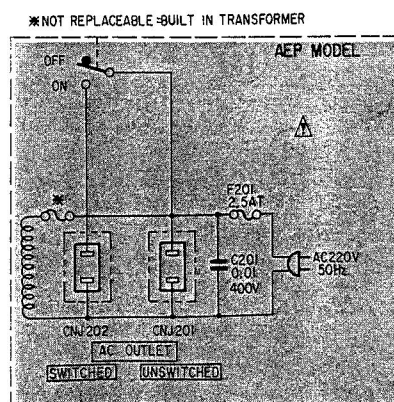 *NOT REPLACEABLE=BUILT IN TRANSFORMER
AEP MODEL
OFF
ON
*
F201
2.5AT
C201
0.01
400V
AC220V
50Hz
CNJ202
CNJ201
AC OUTLET
SWITCHED
UNSWITCHED